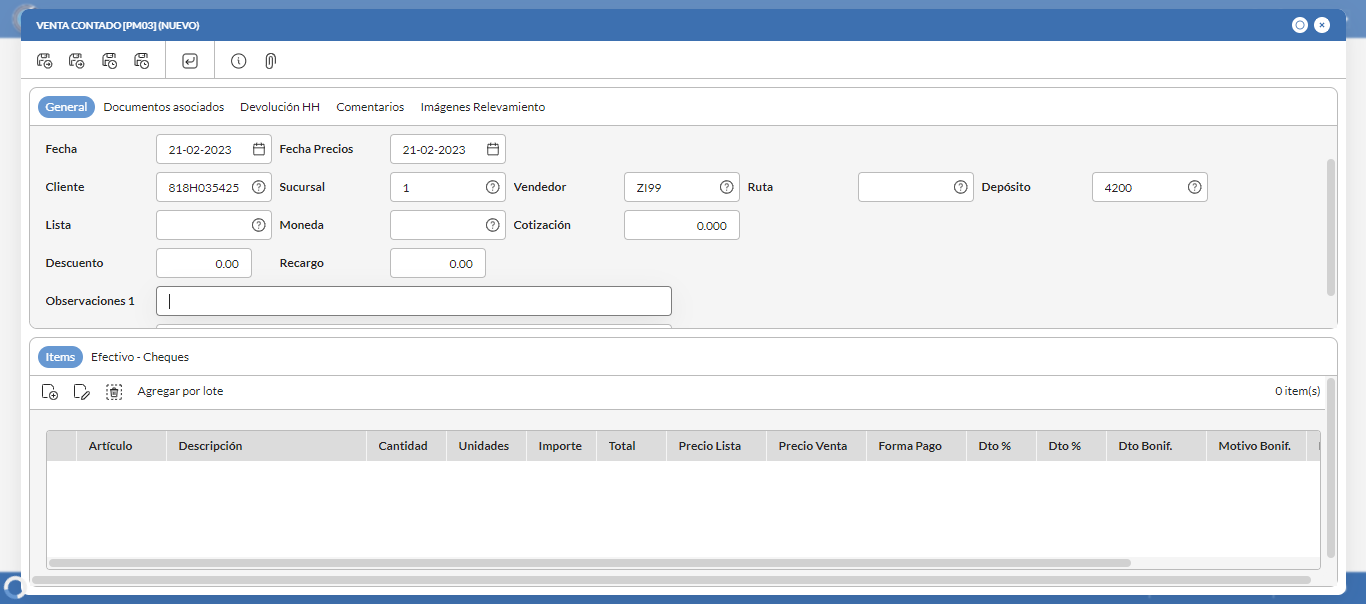 VENTA CONTADO [PM03] (NUEVO)
General Documentos asociados Devolución HH Comentarios Imágenes Relevamiento
Fecha 21-02-2023 Fecha Precios 21-02-2023
Cliente 818H035425 Sucursal 1 Vendedor ZI99 Ruta Depósito 4200
Lista Moneda Cotización 0.000
Descuento 0.00 Recargo 0.00
Observaciones 1
Items Efectivo - Cheques
Agregar por lote 0 item(s)
Artículo Descripción Cantidad Unidades Importe Total Precio Lista Precio Venta Forma Pago Dto % Dto % Dto Bonif. Motivo Bonif.